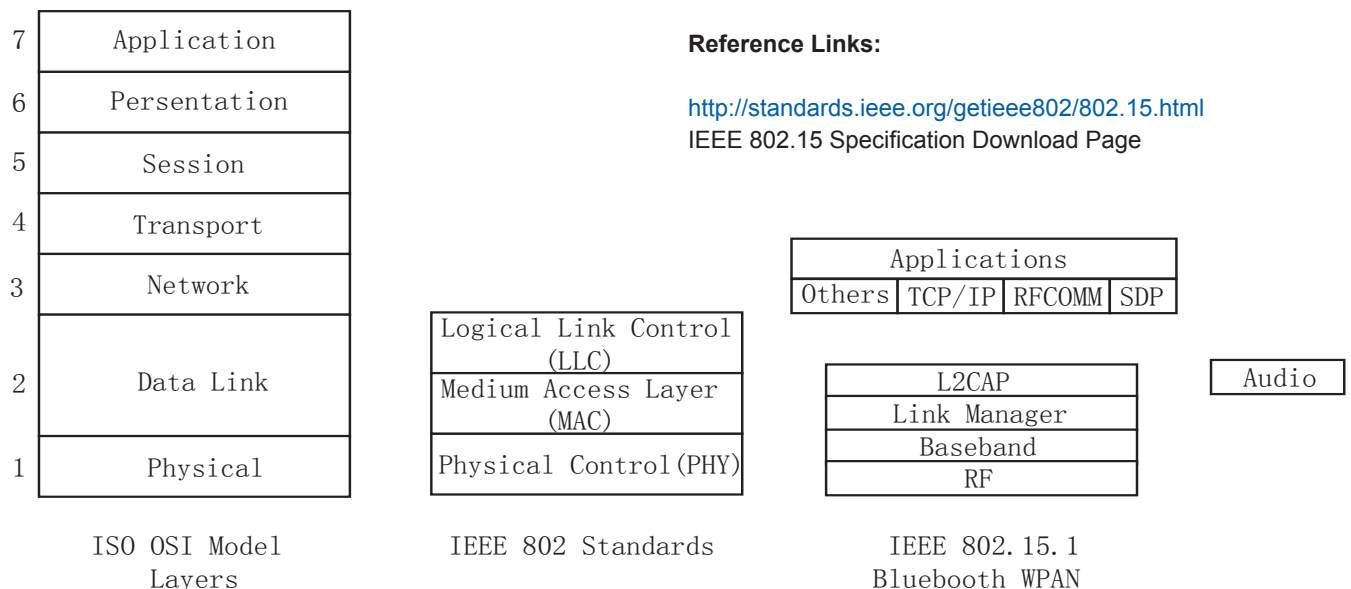 7 Application
6 Persentation
5 Session
4 Transport
3 Network
2 Data Link
1 Physical
ISO OSI Model
Layers
Logical Link Control
(LLC)
Medium Access Layer
(MAC)
Physical Control(PHY)
IEEE 802 Standards
Reference Links:
http://standards.ieee.org/getieee802/802.15.html
IEEE 802.15 Specification Download Page
Applications
Others TCP/IP RFCOMM SDP
L2CAP
Link Manager
Baseband
RF
IEEE 802.15.1
Bluebooth WPAN
Audio